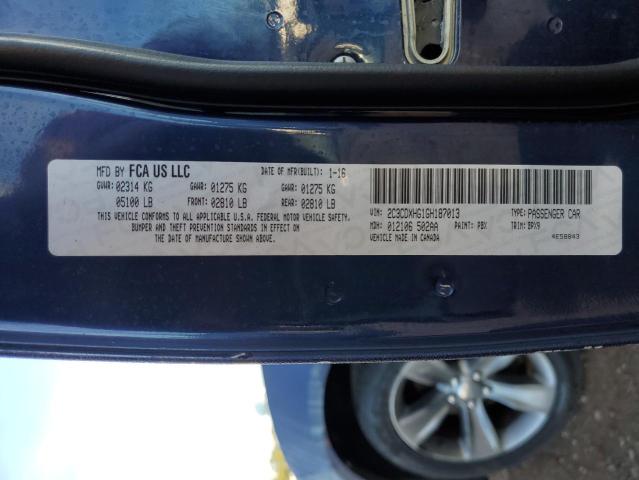 MFD BY FCA US LLC DATE OF MFR(BUILT): 1-16
GVWR: 02314 KG GAWR: 01275 KG GAWR: 01275 KG
05100 LB FRONT: 02810 LB REAR: 02810 LB
THIS VEHICLE CONFORMS TO ALL APPLICABLE U.S.A. FEDERAL MOTOR VEHICLE SAFETY,
BUMPER AND THEFT PREVENTION STANDARDS IN EFFECT ON
THE DATE OF MANUFACTURE SHOWN ABOVE.
VIN: 2C3CDXHG1GH187013 TYPE: PASSENGER CAR
MDH: 012106 502AA PAINT: PBX TRIM: BPX9
VEHICLE MADE IN CANADA 4E58843